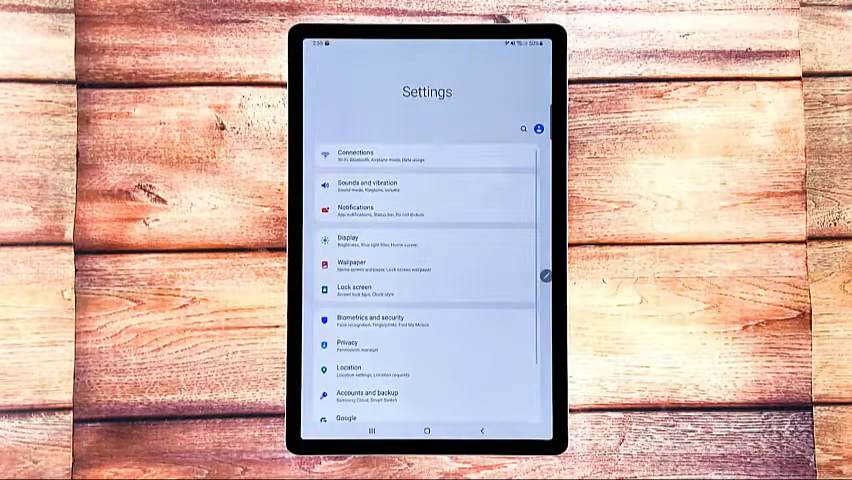 2:55
50%
Settings
Connections
Wi-Fi, Bluetooth, Airplane mode, Data usage
Sounds and vibration
Sound mode, Ringtone, Volume
Notifications
App notifications, Status bar, Do not disturb
Display
Brightness, Blue light filter, Home screen
Wallpaper
Home screen wallpaper, Lock screen wallpaper
Lock screen
Screen lock type, Clock style
Biometrics and security
Face recognition, Fingerprints, Find My Mobile
Privacy
Permission manager
Location
Location settings, Location requests
Accounts and backup
Samsung Cloud, Smart Switch
Google